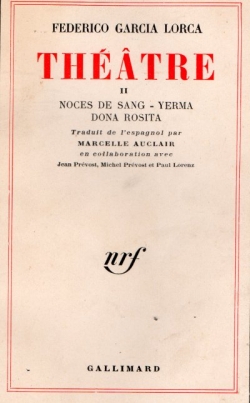 FEDERICO GARCIA LORCA
THÉÂTRE
II
NOCES DE SANG - YERMA
DONA ROSITA
Traduit de l'espagnol par
MARCELLE AUCLAIR
en collaboration avec
Jean Prévost, Michel Prévost et Paul Lorenz
nrf
GALLIMARD